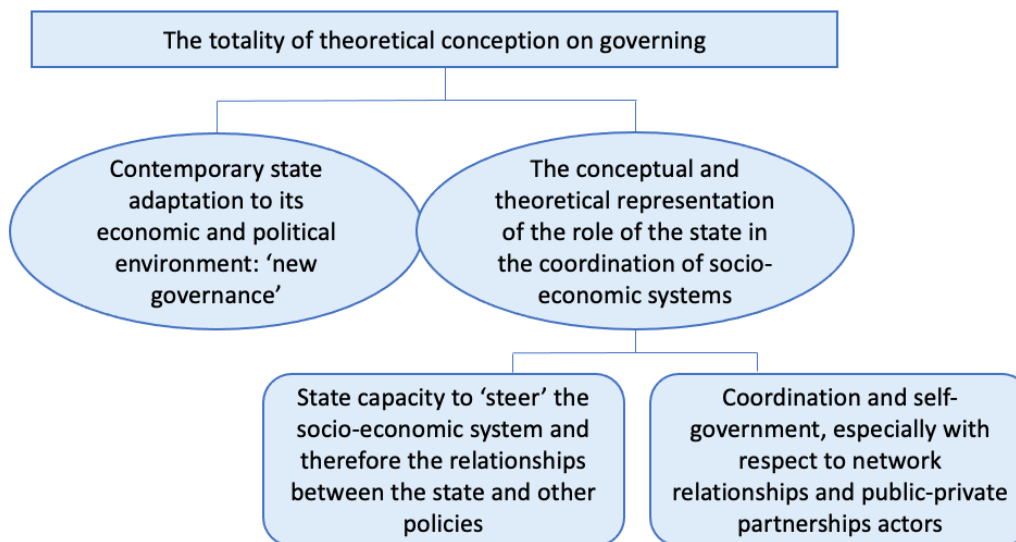 The totality of theoretical conception on governing
Contemporary state
adaptation to its
economic and political
environment: ‘new
governance’
The conceptual and
theoretical representation
of the role of the state in
the coordination of socio-
economic systems
State capacity to ‘steer’ the
socio-economic system and
therefore the relationships
between the state and other
policies
Coordination and self-
government, especially with
respect to network
relationships and public-private
partnerships actors